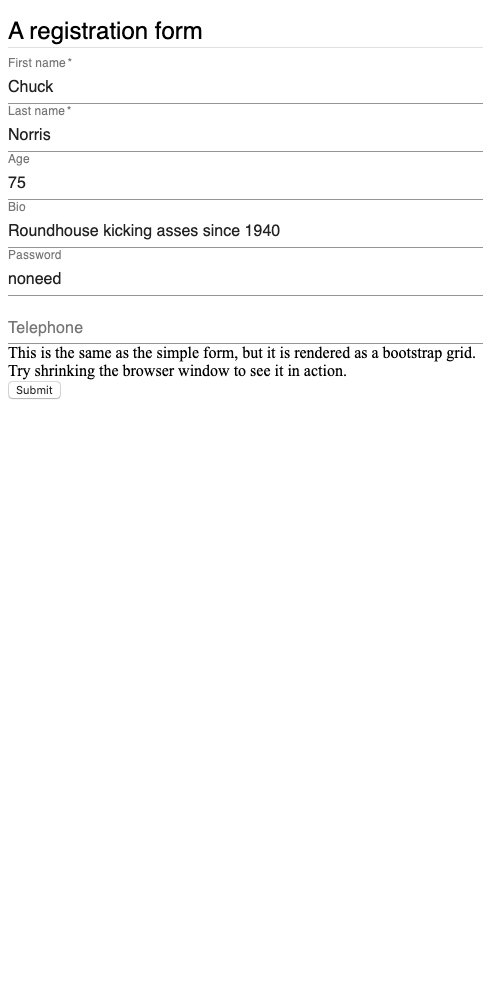 A registration form
First name *
Chuck
Last name *
Norris
Age
75
Bio
Roundhouse kicking asses since 1940
Password
noneed
Telephone
This is the same as the simple form, but it is rendered as a bootstrap grid.
Try shrinking the browser window to see it in action.
Submit